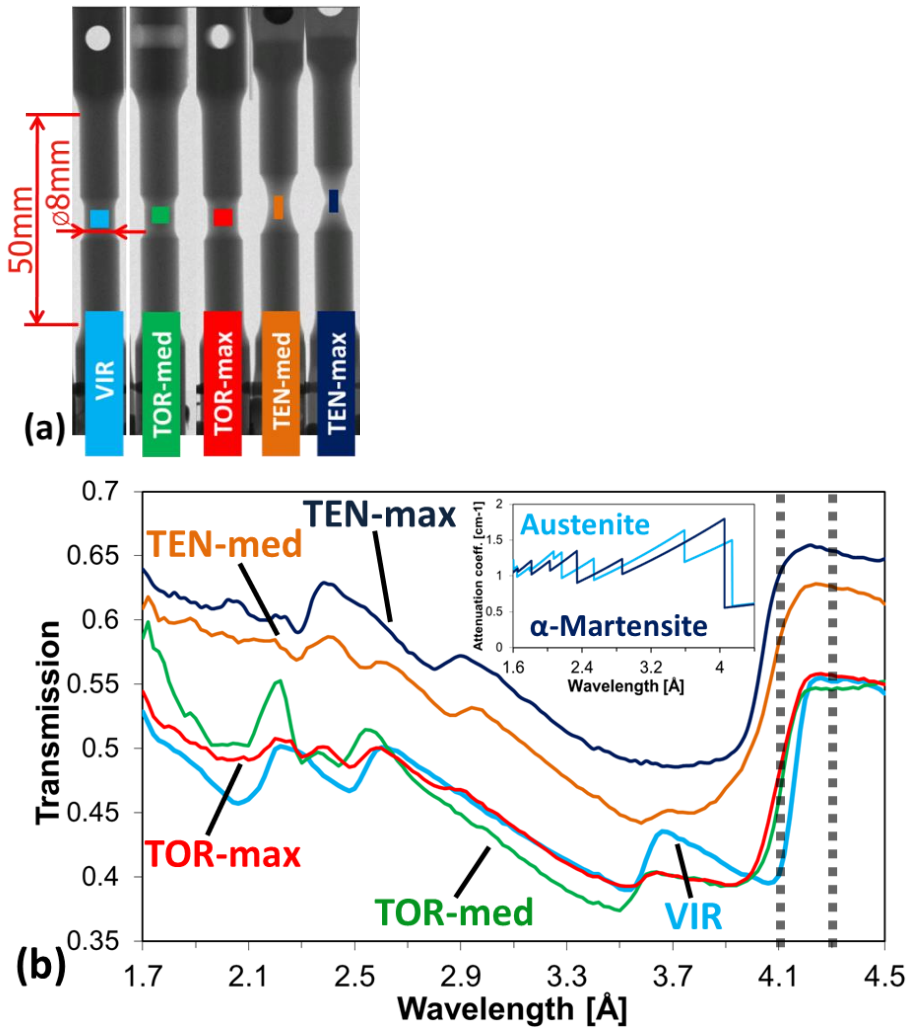 (a)
50mm
⌀8mm
VIR
TOR-med
TOR-max
TEN-med
TEN-max
(b)
Transmission
0.7
0.65
0.6
0.55
0.5
0.45
0.4
0.35
1.7
2.1
2.5
2.9
3.3
3.7
4.1
4.5
Wavelength [Å]
TEN-max
TEN-med
TOR-max
TOR-med
VIR
Attenuation coeff. [cm-1]
2
1.5
1
0.5
0
Austenite
α-Martensite
1.6
2.4
3.2
4
Wavelength [Å]